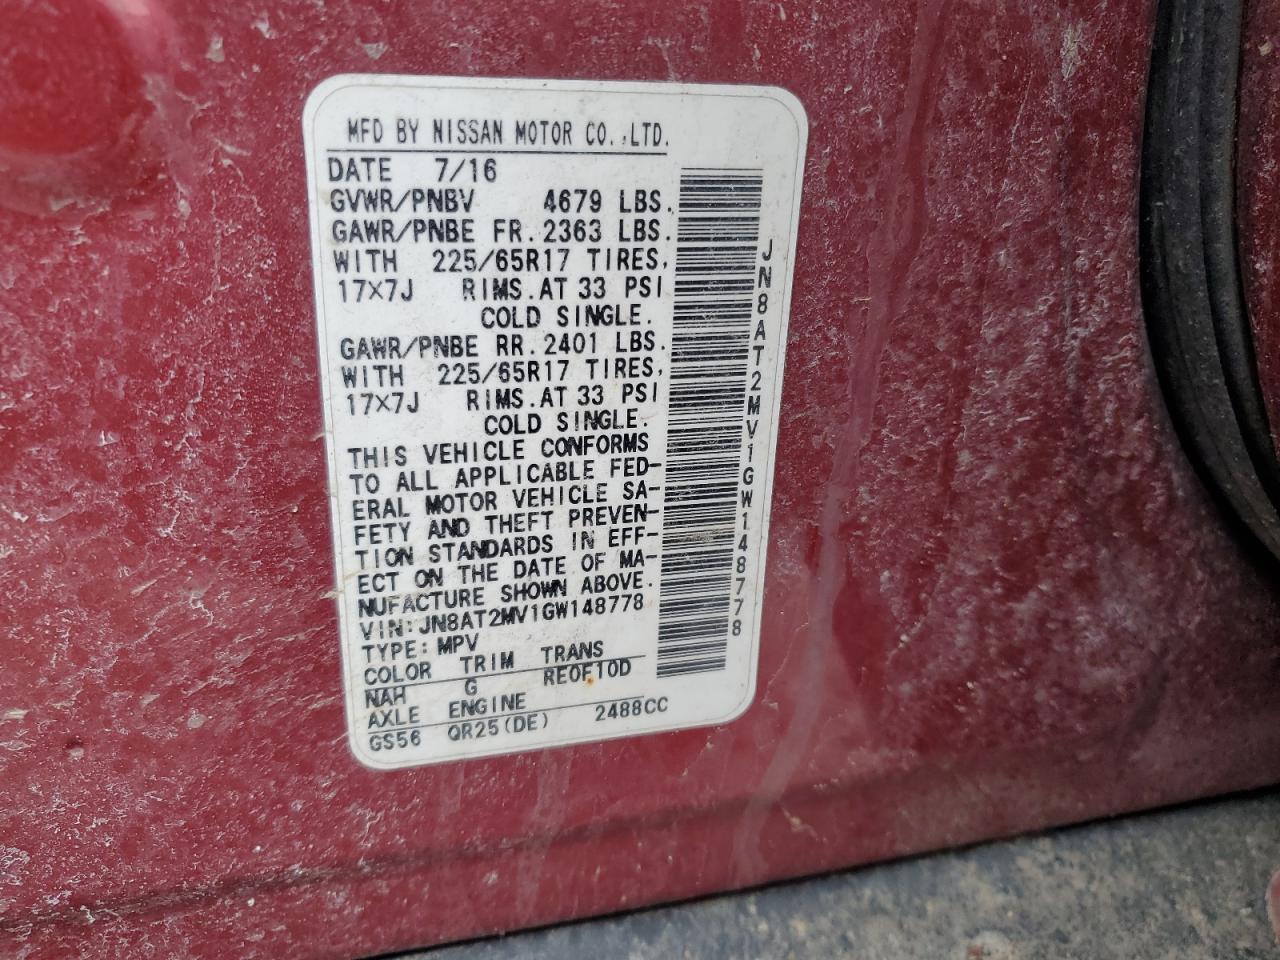 MFD BY NISSAN MOTOR CO.,LTD.
DATE 7/16
GVWR/PNBV 4679 LBS.
GAWR/PNBE FR. 2363 LBS.
WITH 225/65R17 TIRES,
17×7J RIMS.AT 33 PSI
COLD SINGLE.
GAWR/PNBE RR. 2401 LBS.
WITH 225/65R17 TIRES,
17×7J RIMS.AT 33 PSI
COLD SINGLE.
THIS VEHICLE CONFORMS
TO ALL APPLICABLE FED-
ERAL MOTOR VEHICLE SA-
FETY AND THEFT PREVEN-
TION STANDARDS IN EFF-
ECT ON THE DATE OF MA-
NUFACTURE SHOWN ABOVE.
VIN:JN8AT2MV1GW148778
TYPE:MPV
COLOR TRIM TRANS
NAH G RE0F10D
AXLE ENGINE
GS56 QR25(DE) 2488CC
JN8AT2MV1GW148778